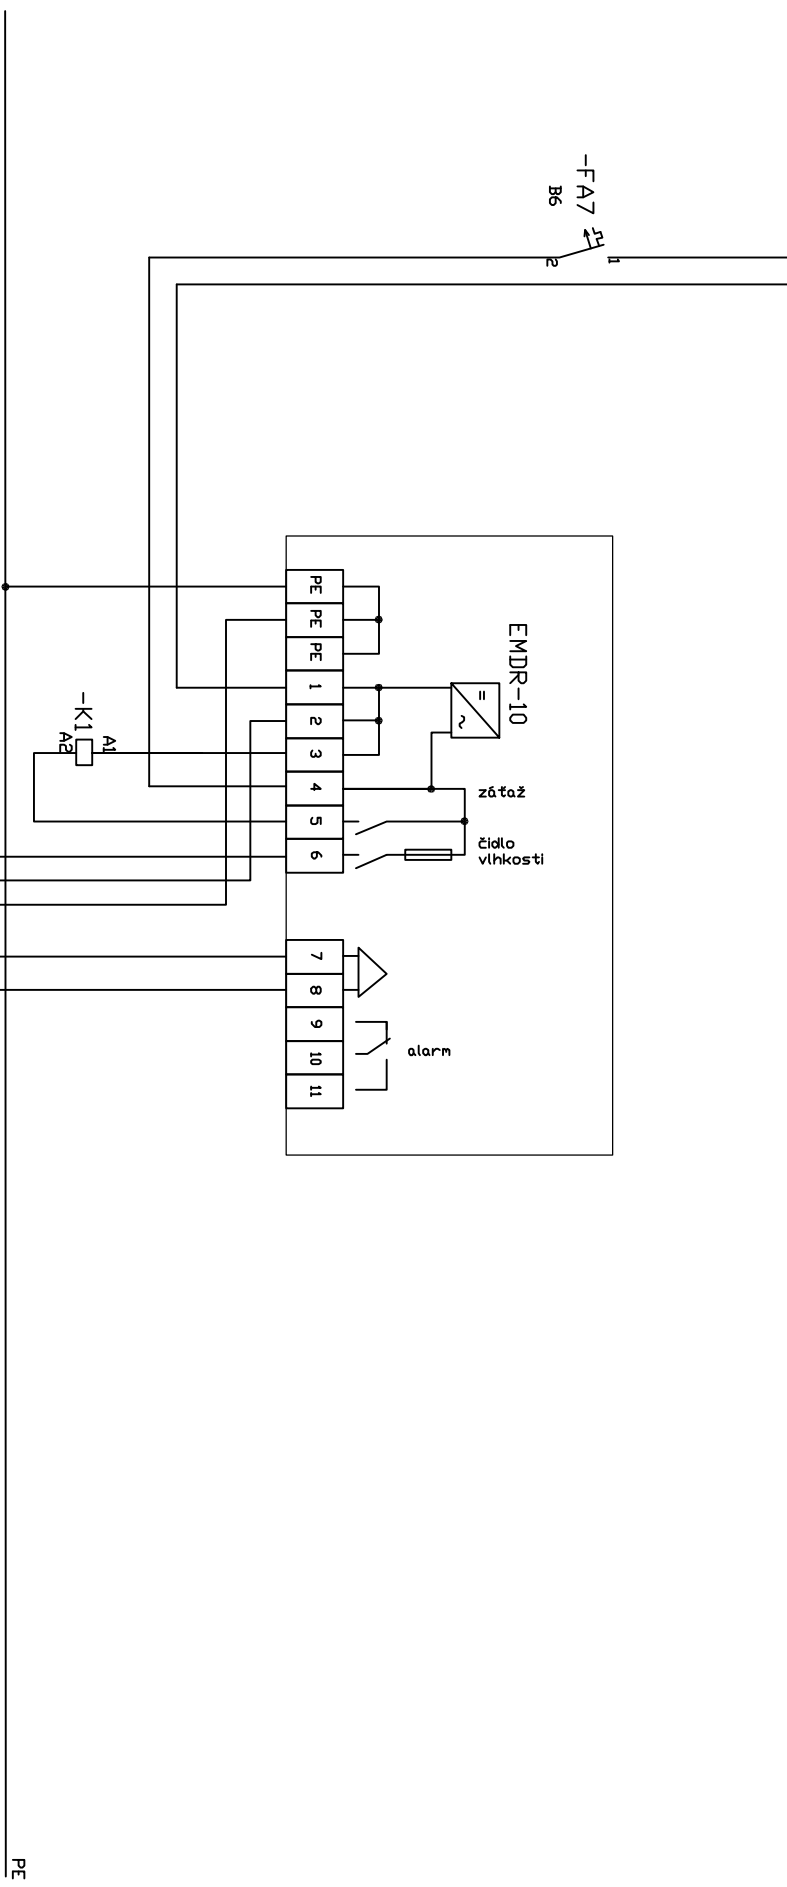 -FA7
B6
2
1
EMDR-10
PE
PE
PE
1
2
3
4
5
6
-K1
A1
A2
=
~
zátaž
čidlo
vlhkosti
7
8
9
10
11
alarm
PE